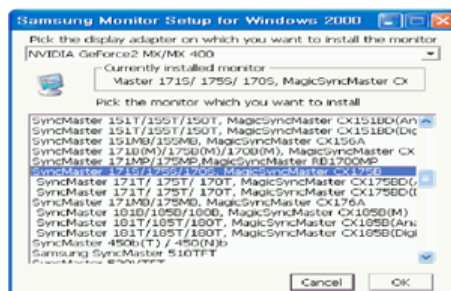 Samsung Monitor Setup for Windows 2000
Pick the display adapter on which you want to install the monitor
NVIDIA GeForce2 MX/MX 400
Currently installed monitor
Master 171S/ 175S/ 170S, MagicSyncMaster CX
Pick the monitor which you want to install
SyncMaster 151T/155T/150T, MagicSyncMaster CX151BD(Ana
SyncMaster 151T/155T/150T, MagicSyncMaster CX151BD(Dig
SyncMaster 151MB/155MB, MagicSyncMaster CX156A
SyncMaster 171B(M)/175B(M)/170B(M), MagicSyncMaster CX
SyncMaster 171MP/175MP,MagicSyncMaster RB1700MP
SyncMaster 171S/175S/170S, MagicSyncMaster CX175B
SyncMaster 171T/ 175T/ 170T, MagicSyncMaster CX175BD(A
SyncMaster 171T/ 175T/ 170T, MagicSyncMaster CX175BD(D
SyncMaster 171MB/175MB, MagicSyncMaster CX176A
SyncMaster 181B/185B/180B, MagicSyncMaster CX185B(M)
SyncMaster 181T/185T/180T, MagicSyncMaster CX185B(Ana
SyncMaster 181T/185T/180T, MagicSyncMaster CX185B(Digi
SyncMaster 450b(T) / 450(N)b
Samsung SyncMaster 510TFT
Cancel
OK